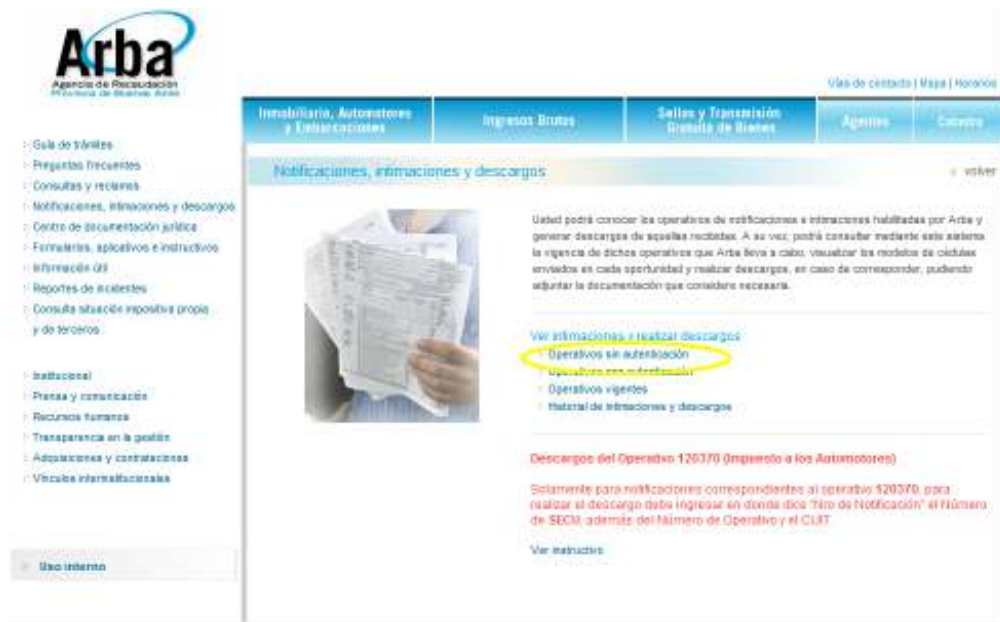 Arba
Agencia de Recaudación
Provincia de Buenos Aires
Vías de contacto | Mapa | Horarios
Inmobiliario, Automotores y Embarcaciones
Ingresos Brutos
Sellos y Transmisión Gratuita de Bienes
Agentes
Catastro
Guía de trámites
Preguntas frecuentes
Consultas y reclamos
Notificaciones, intimaciones y descargos
Centro de documentación jurídica
Formularios, aplicativos e instructivos
Información útil
Reportes de incidentes
Consulta situación impositiva propia
y de terceros
Institucional
Prensa y comunicación
Recursos humanos
Transparencia en la gestión
Adquisiciones y contrataciones
Vínculos interinstitucionales
Uso interno
Notificaciones, intimaciones y descargos
volver
Usted podrá conocer los operativos de notificaciones e intimaciones habilitadas por Arba y
generar descargos de aquellas recibidas. A su vez, podrá consultar mediante este sistema
la vigencia de dichos operativos que Arba lleva a cabo, visualizar los modelos de cédulas
enviados en cada oportunidad y realizar descargos, en caso de corresponder, pudiendo
adjuntar la documentación que considere necesaria.
Ver intimaciones y realizar descargos
Operativos sin autenticación
Operativos con autenticación
Operativos vigentes
Historial de intimaciones y descargos
Descargos del Operativo 120370 (Impuesto a los Automotores)
Solamente para notificaciones correspondientes al operativo 120370, para
realizar el descargo debe ingresar en donde dice "Nro de Notificación" el Número
de SECU, además del Número de Operativo y el CUIT
Ver instructivo